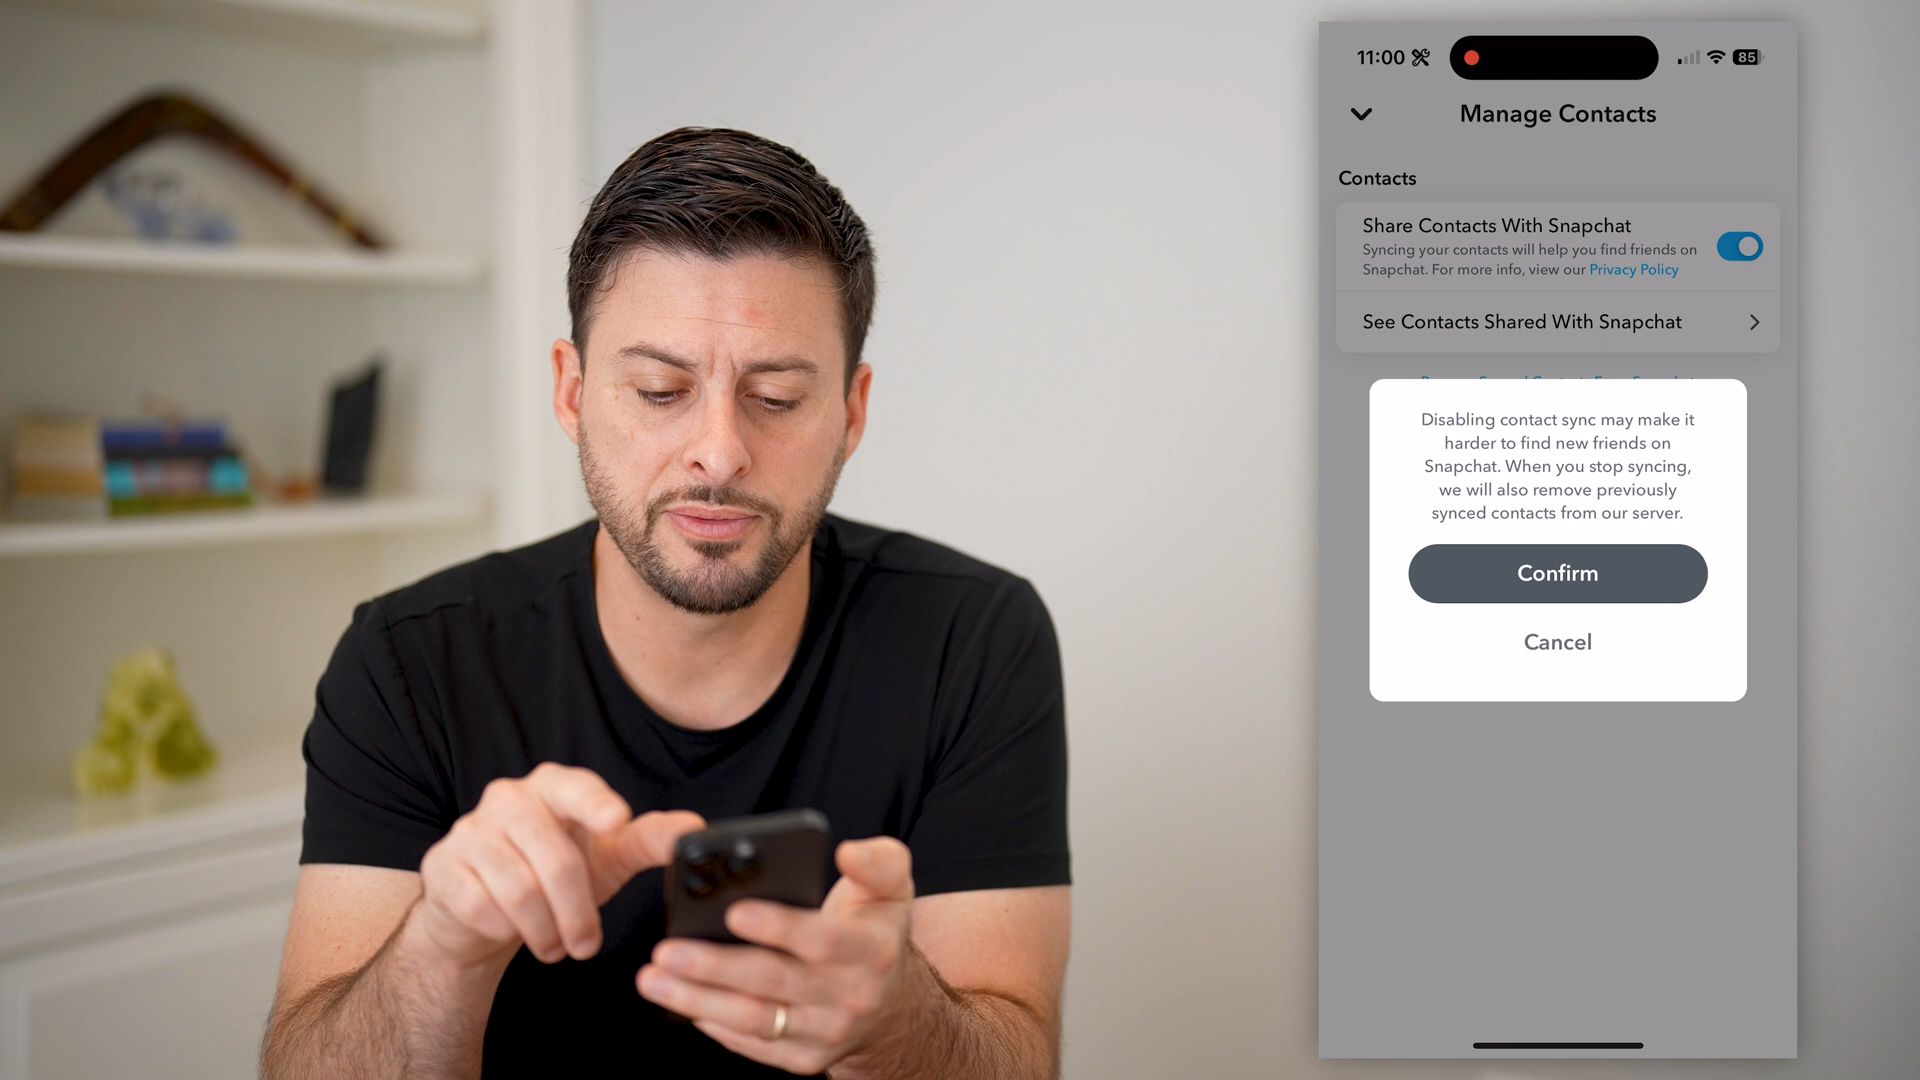 11:00
85
Manage Contacts
Contacts
Share Contacts With Snapchat
Syncing your contacts will help you find friends on
Snapchat. For more info, view our Privacy Policy
See Contacts Shared With Snapchat
Disabling contact sync may make it
harder to find new friends on
Snapchat. When you stop syncing,
we will also remove previously
synced contacts from our server.
Confirm
Cancel